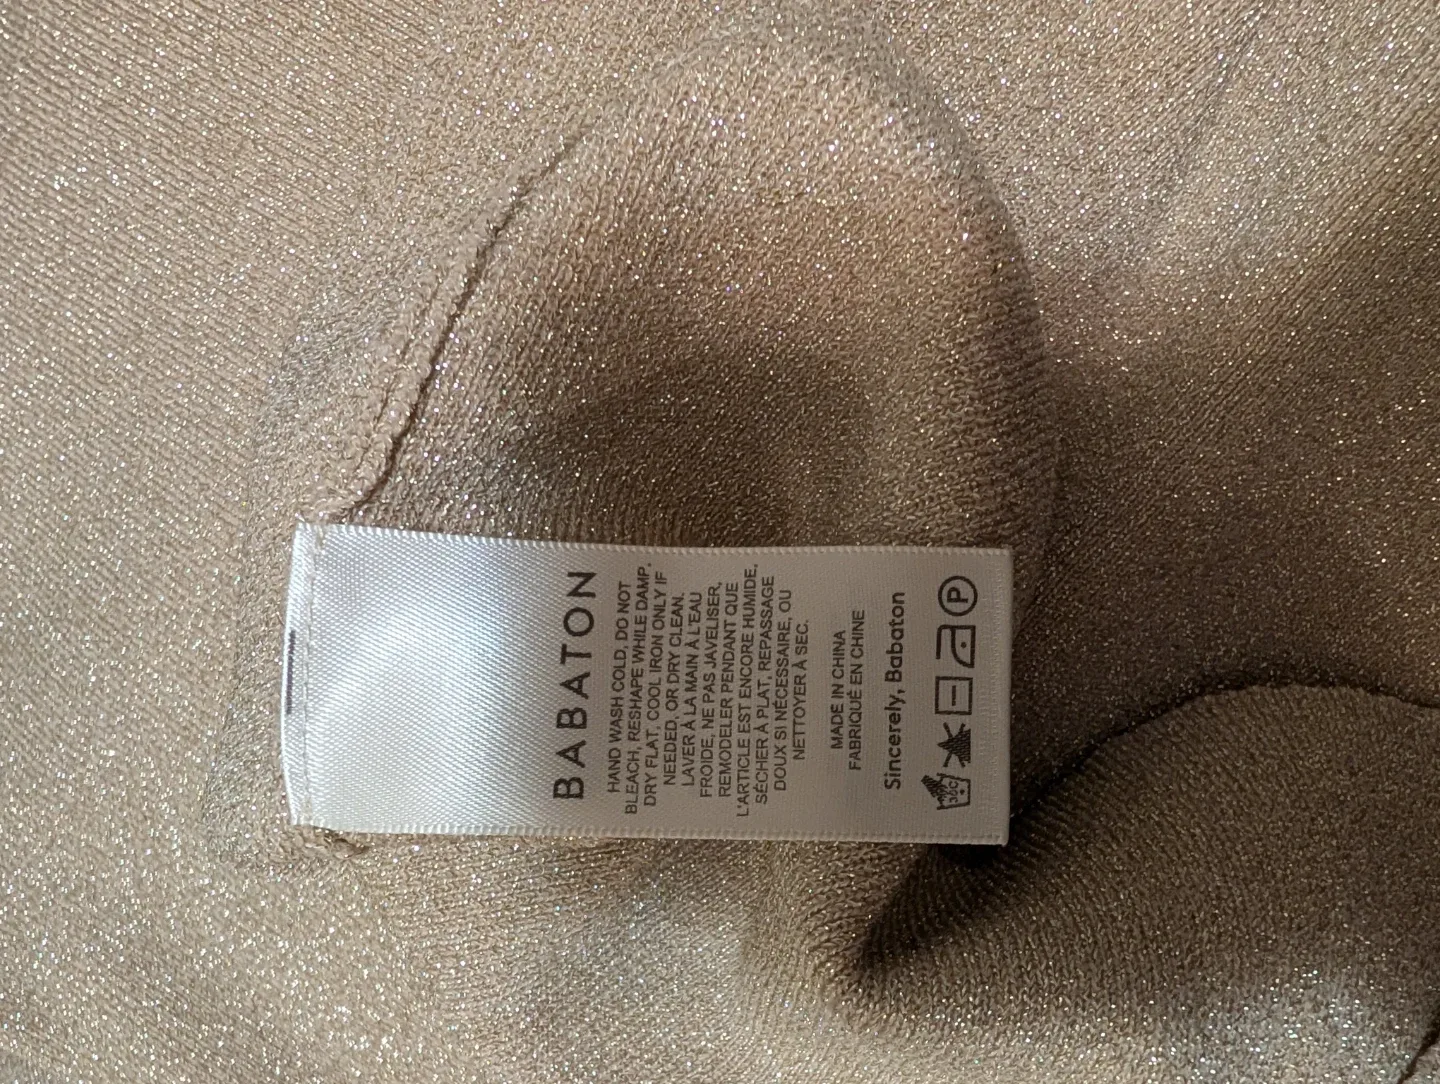 BABATON
HAND WASH COLD, DO NOT
BLEACH, RESHAPE WHILE DAMP,
DRY FLAT, COOL IRON ONLY IF
NEEDED, OR DRY CLEAN.
LAVER À LA MAIN À L'EAU
FROIDE, NE PAS JAVELISER,
REMODELER PENDANT QUE
L'ARTICLE EST ENCORE HUMIDE,
SÉCHER À PLAT, REPASSAGE
DOUX SI NÉCESSAIRE, OU
NETTOYER À SEC.
MADE IN CHINA
FABRIQUÉ EN CHINE
Sincerely, Babaton
30C P